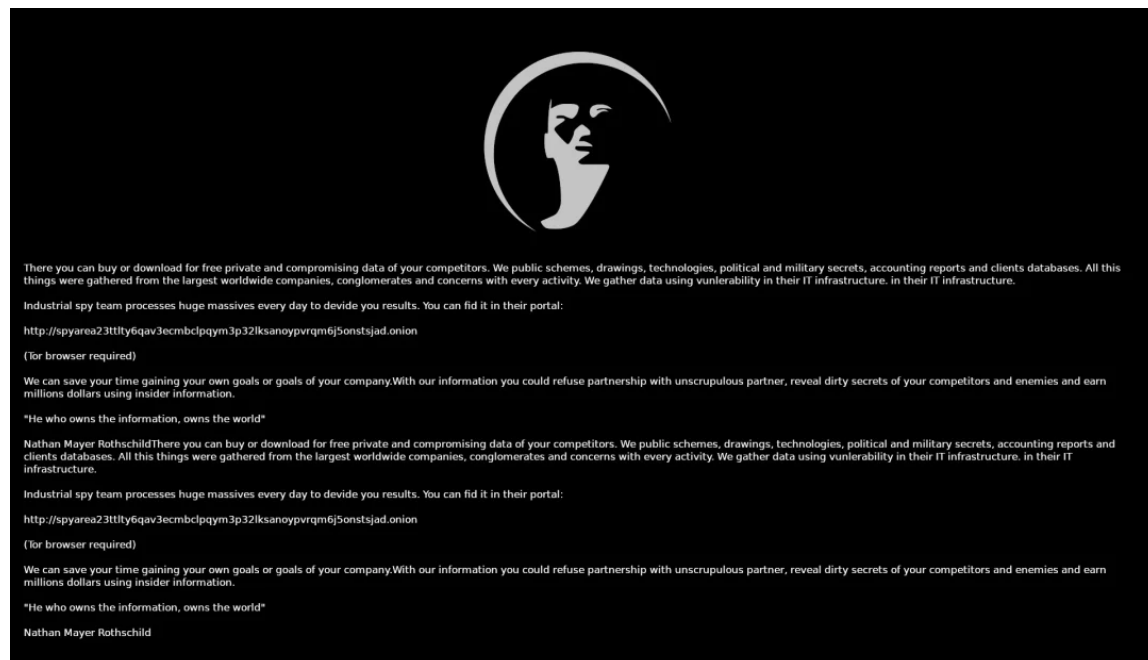 There you can buy or download for free private and compromising data of your competitors. We public schemes, drawings, technologies, political and military secrets, accounting reports and clients databases. All this
things were gathered from the largest worldwide companies, conglomerates and concerns with every activity. We gather data using vunlerability in their IT infrastructure. in their IT infrastructure.
Industrial spy team processes huge massives every day to devide you results. You can fid it in their portal:
http://spyarea23ttlty6qav3ecmbclpqym3p32lksanoypvrqm6j5onstsjad.onion
(Tor browser required)
We can save your time gaining your own goals or goals of your company.With our information you could refuse partnership with unscrupulous partner, reveal dirty secrets of your competitors and enemies and earn
millions dollars using insider information.
"He who owns the information, owns the world"
Nathan Mayer RothschildThere you can buy or download for free private and compromising data of your competitors. We public schemes, drawings, technologies, political and military secrets, accounting reports and
clients databases. All this things were gathered from the largest worldwide companies, conglomerates and concerns with every activity. We gather data using vunlerability in their IT infrastructure. in their IT
infrastructure.
Industrial spy team processes huge massives every day to devide you results. You can fid it in their portal:
http://spyarea23ttlty6qav3ecmbclpqym3p32lksanoypvrqm6j5onstsjad.onion
(Tor browser required)
We can save your time gaining your own goals or goals of your company.With our information you could refuse partnership with unscrupulous partner, reveal dirty secrets of your competitors and enemies and earn
millions dollars using insider information.
"He who owns the information, owns the world"
Nathan Mayer Rothschild